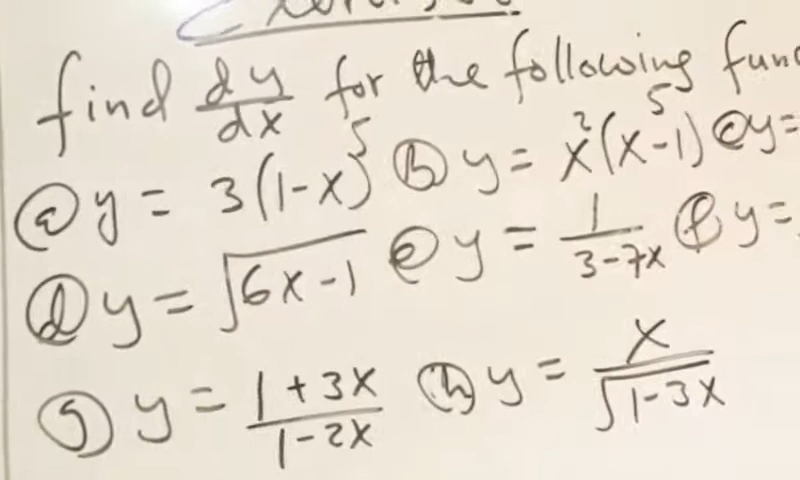 find dy/dx for the following
(a) y = 3(1-x)^5 (b) y = x^2(x^5-1) (c) y =
(d) y = √(6x-1) (e) y = 1/(3-7x) (f) y =
(g) y = (1+3x)/(1-2x) (h) y = x/√(1-3x)